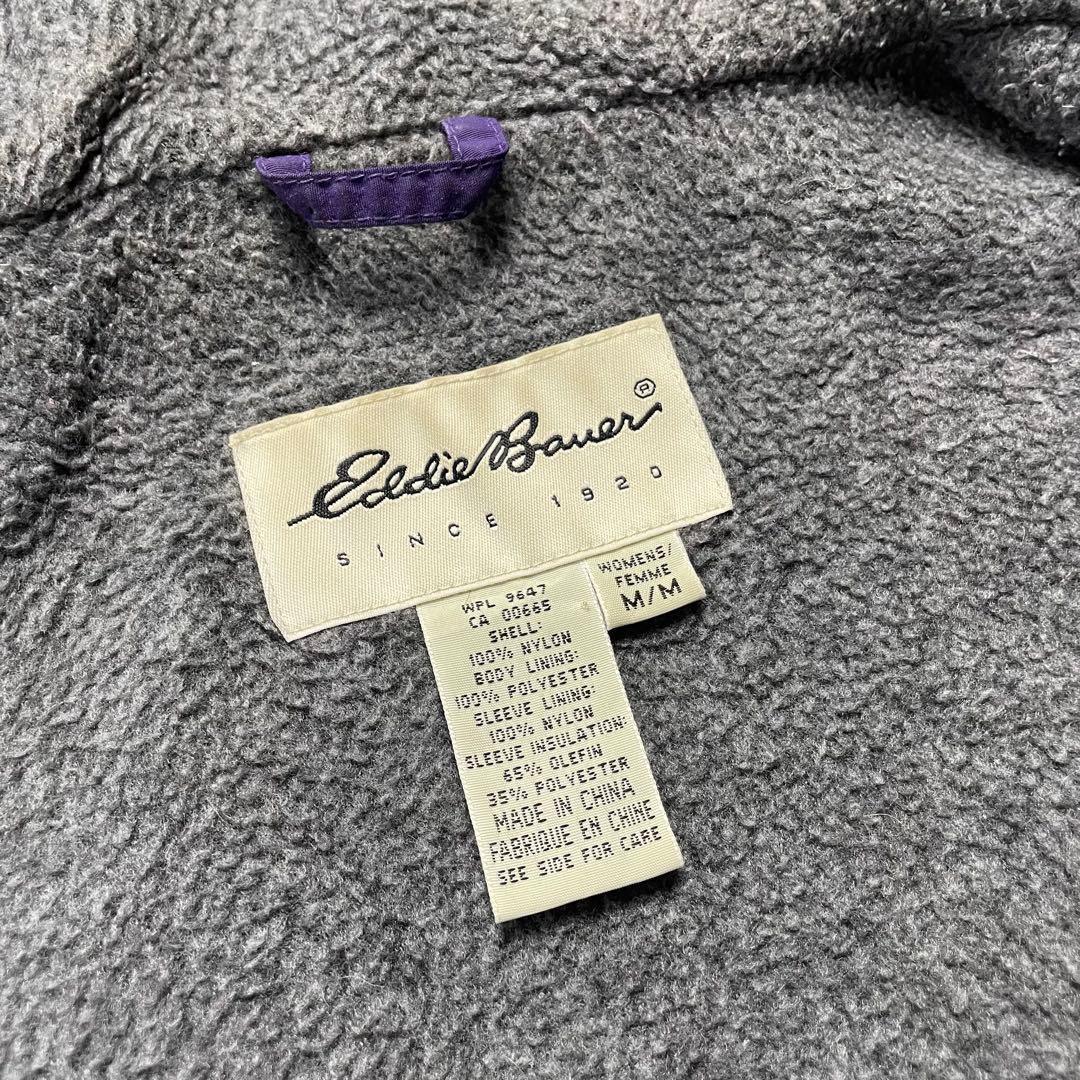 Eddie Bauer ®
SINCE 1920
WOMENS/
FEMME
M/M
WPL 9647
CA 00665
SHELL:
100% NYLON
BODY LINING:
100% POLYESTER
SLEEVE LINING:
100% NYLON
SLEEVE INSULATION:
65% OLEFIN
35% POLYESTER
MADE IN CHINA
FABRIQUE EN CHINE
SEE SIDE FOR CARE